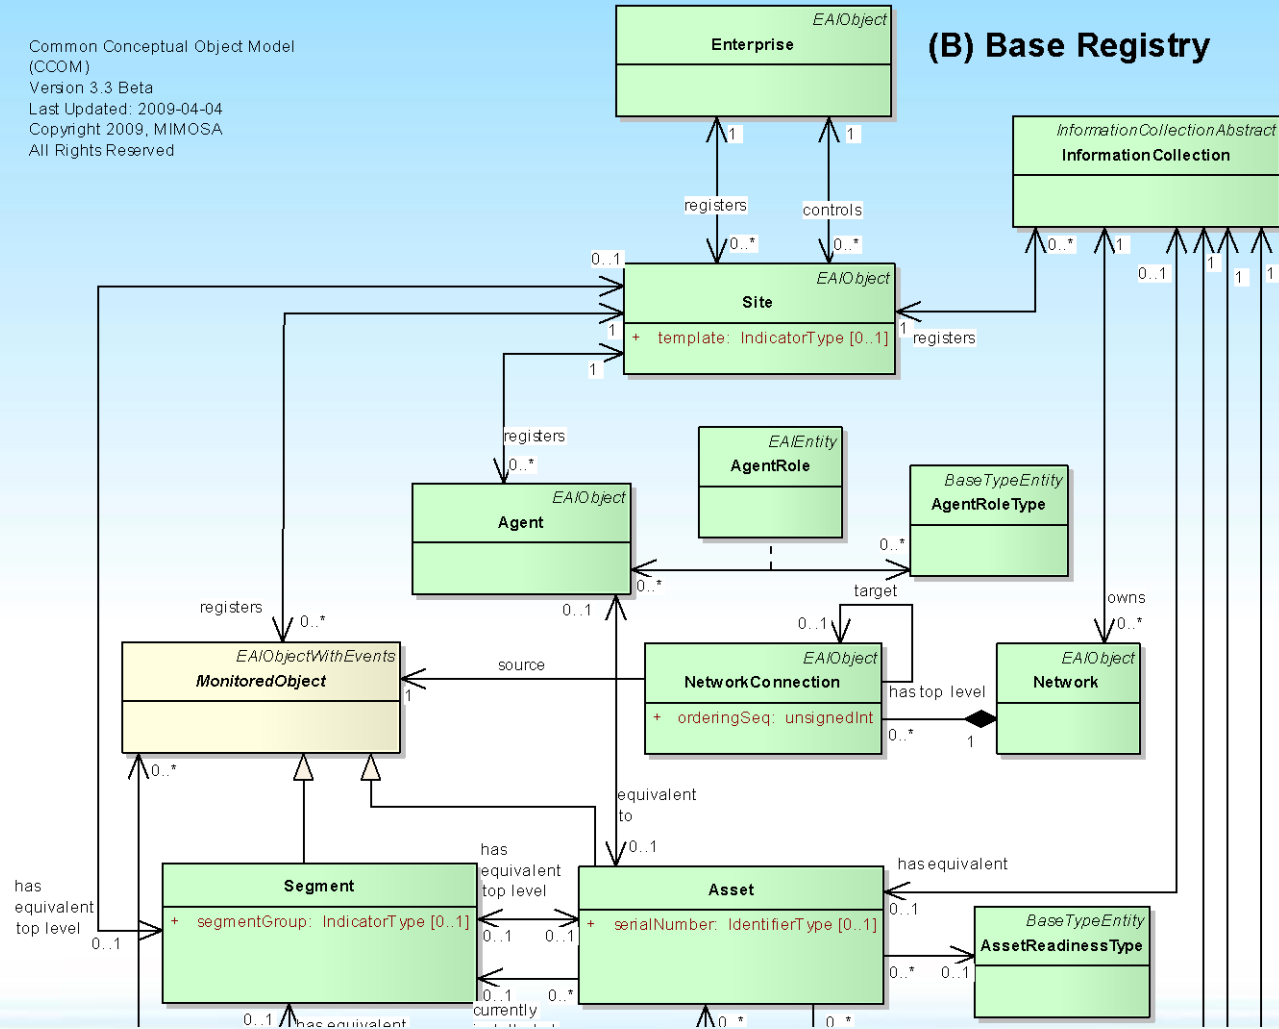 Common Conceptual Object Model
(CCOM)
Version 3.3 Beta
Last Updated: 2009-04-04
Copyright 2009, MIMOSA
All Rights Reserved
(B) Base Registry
EAIObject
Enterprise
1
1
registers
controls
0..*
0..*
InformationCollectionAbstract
InformationCollection
0..*
1
0..1
1
1
1
0..1
EAIObject
Site
+ template: IndicatorType [0..1]
1
1
1
registers
registers
0..*
EAIObject
Agent
EAIEntity
AgentRole
BaseTypeEntity
AgentRoleType
0..*
0..*
0..1
target
0..1
owns
0..*
registers
0..*
EAIObjectWithEvents
MonitoredObject
source
1
EAIObject
NetworkConnection
+ orderingSeq: unsignedInt
has top level
0..*
1
EAIObject
Network
0..*
equivalent
to
0..1
has
equivalent
top level
0..1
Segment
+ segmentGroup: IndicatorType [0..1]
has
equivalent
top level
0..1
0..1
0..1
0..*
currently
Asset
+ serialNumber: IdentifierType [0..1]
has equivalent
0..1
0..*
0..1
BaseTypeEntity
AssetReadinessType
0..1
has equivalent
0..*
0..*